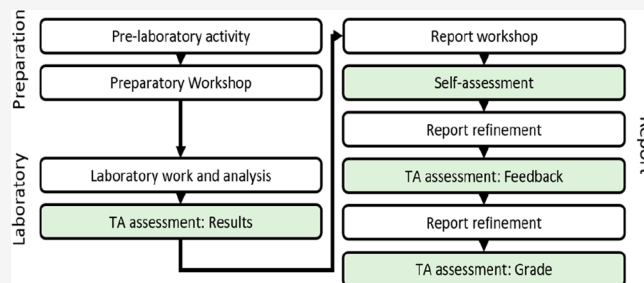 Preparation
Pre-laboratory activity
Preparatory Workshop
Laboratory
Laboratory work and analysis
TA assessment: Results
Report workshop
Self-assessment
Report refinement
TA assessment: Feedback
Report refinement
TA assessment: Grade
Report